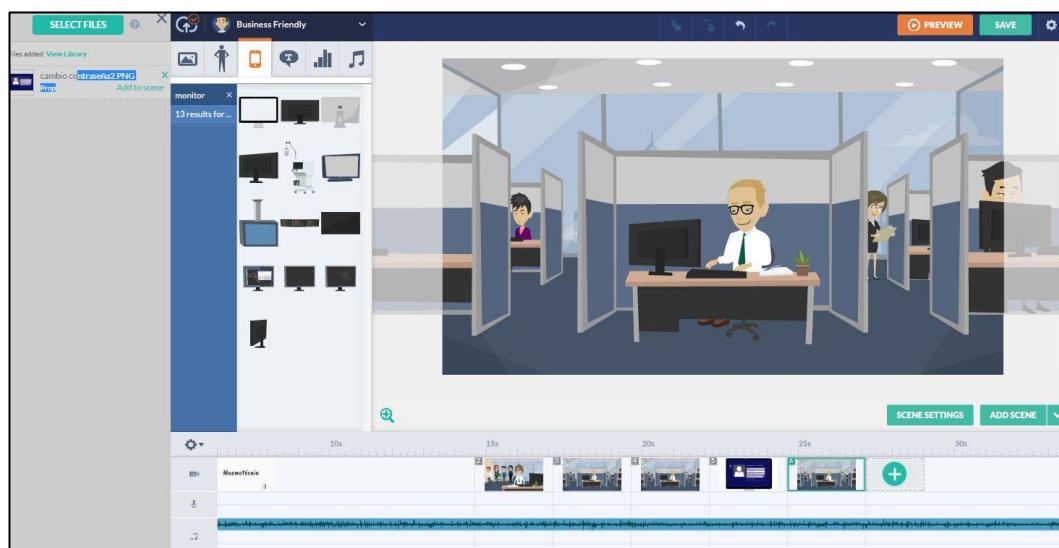 SELECT FILES
?
Business Friendly
PREVIEW
SAVE
Files added. View Library
cambio contraseña2.PNG
Prop
Add to scene
T
monitor
13 results for ...
SCENE SETTINGS
ADD SCENE
10s
15s
20s
25s
30s
Mnemotécnia
2
3
4
5
6